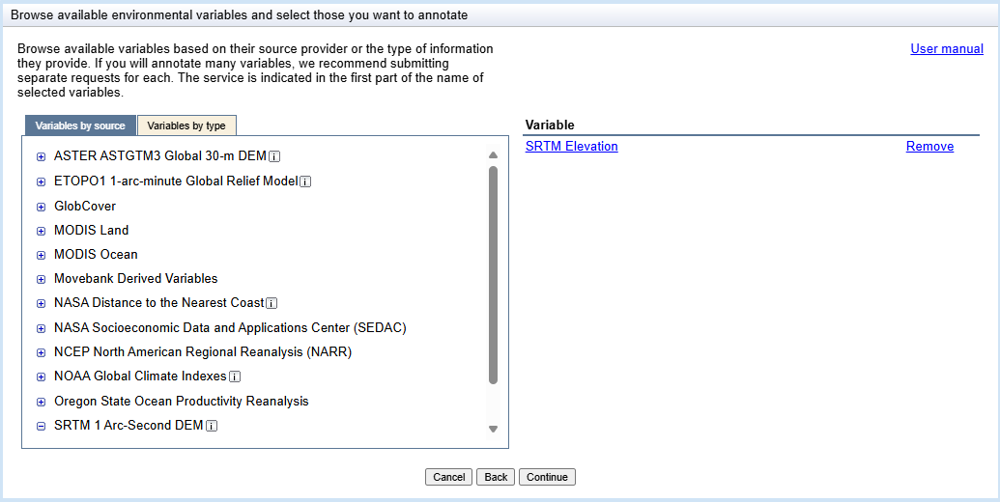 Browse available environmental variables and select those you want to annotate
Browse available variables based on their source provider or the type of information
they provide. If you will annotate many variables, we recommend submitting
separate requests for each. The service is indicated in the first part of the name of
selected variables.
User manual
Variables by source
Variables by type
ASTER ASTGTM3 Global 30-m DEM i
ETOPO1 1-arc-minute Global Relief Model i
GlobCover
MODIS Land
MODIS Ocean
Movebank Derived Variables
NASA Distance to the Nearest Coast i
NASA Socioeconomic Data and Applications Center (SEDAC)
NCEP North American Regional Reanalysis (NARR)
NOAA Global Climate Indexes i
Oregon State Ocean Productivity Reanalysis
SRTM 1 Arc-Second DEM i
Variable
SRTM Elevation Remove
Cancel Back Continue